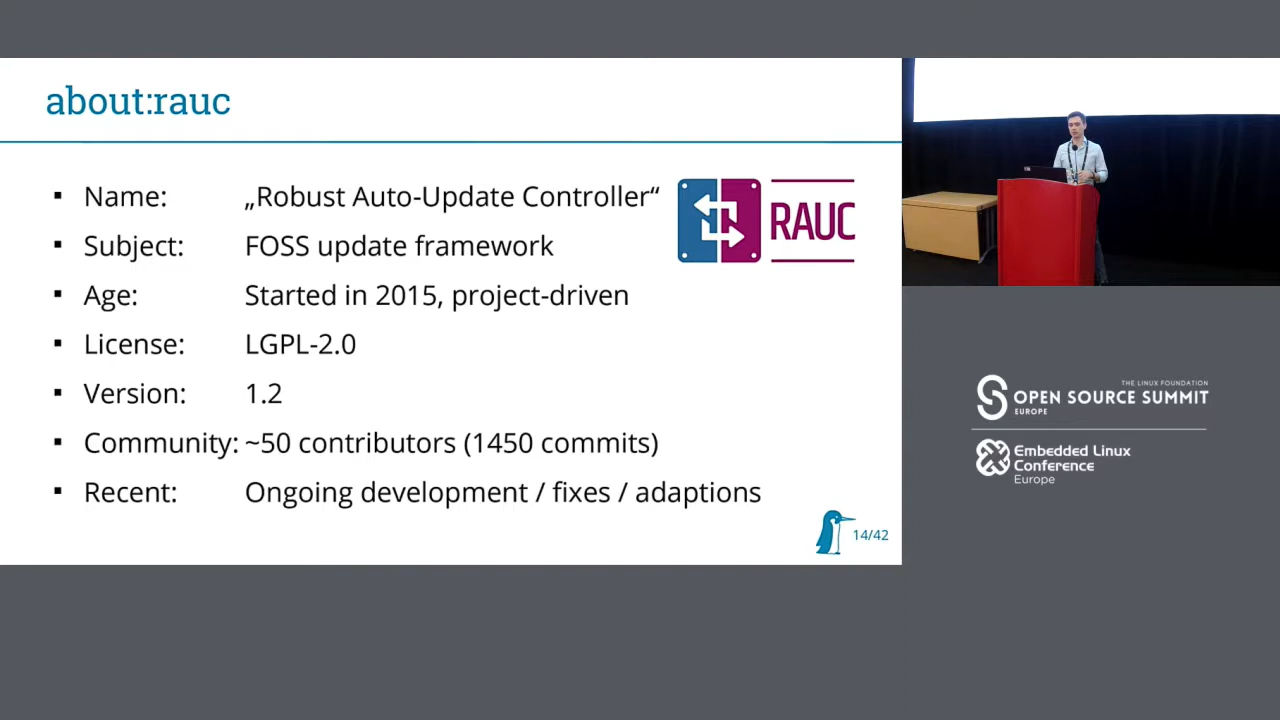 about:rauc
▪ Name: „Robust Auto-Update Controller“
▪ Subject: FOSS update framework
▪ Age: Started in 2015, project-driven
▪ License: LGPL-2.0
▪ Version: 1.2
▪ Community: ~50 contributors (1450 commits)
▪ Recent: Ongoing development / fixes / adaptions
RAUC
14/42
THE LINUX FOUNDATION
OPEN SOURCE SUMMIT
EUROPE
Embedded Linux
Conference
Europe